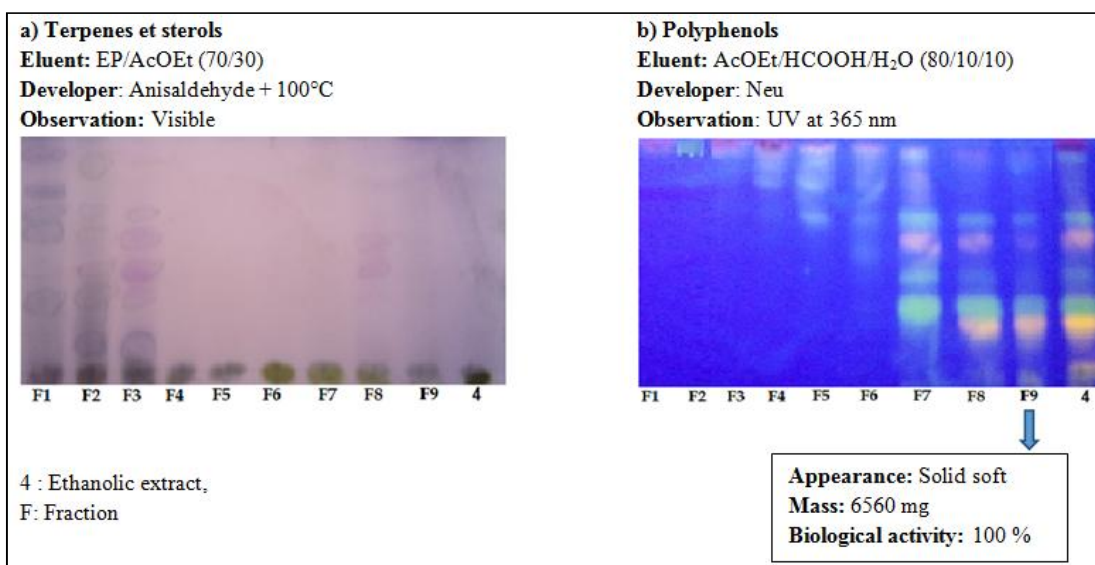 a) Terpenes et sterols
Eluent: EP/AcOEt (70/30)
Developer: Anisaldehyde + 100°C
Observation: Visible
F1 F2 F3 F4 F5 F6 F7 F8 F9 4
4 : Ethanolic extract,
F: Fraction
b) Polyphenols
Eluent: AcOEt/HCOOH/H₂O (80/10/10)
Developer: Neu
Observation: UV at 365 nm
F1 F2 F3 F4 F5 F6 F7 F8 F9 4
Appearance: Solid soft
Mass: 6560 mg
Biological activity: 100 %